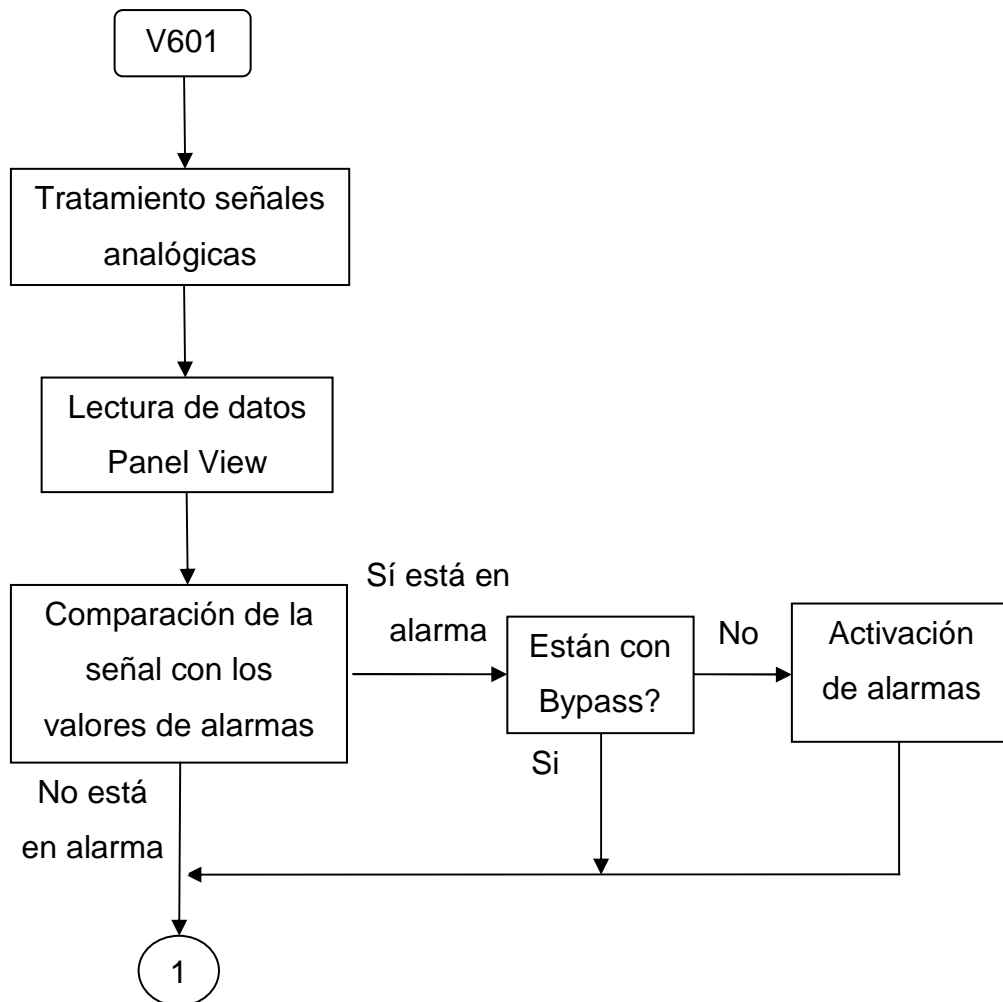 V601
Tratamiento señales
analógicas
Lectura de datos
Panel View
Comparación de la
señal con los
valores de alarmas
Sí está en
alarma
Están con
Bypass?
No
Activación
de alarmas
Si
No está
en alarma
1